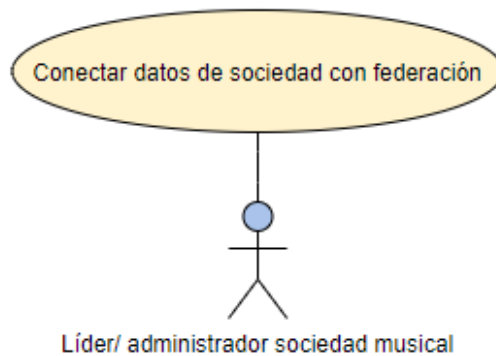 Conectar datos de sociedad con federación
Líder/ administrador sociedad musical